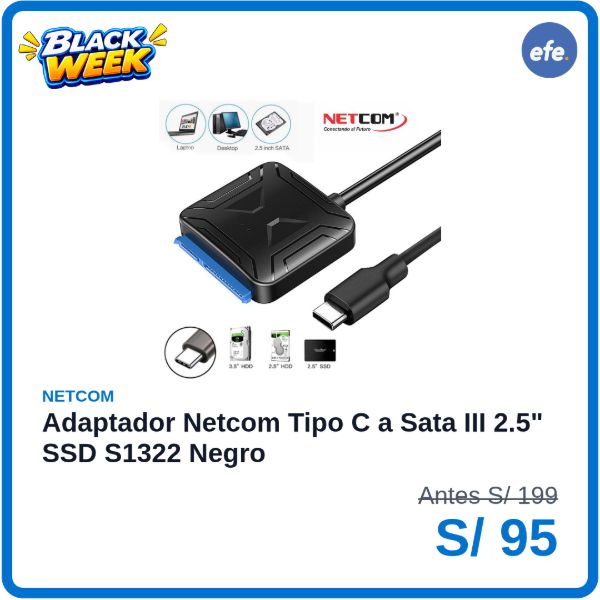 BLACK
WEEK
efe.
Laptop
Desktop
2.5 inch SATA
NETCOM®
Conectando el Futuro
3.5" HDD
2.5" HDD
2.5" SSD
NETCOM
Adaptador Netcom Tipo C a Sata III 2.5"
SSD S1322 Negro
Antes S/ 199
S/ 95